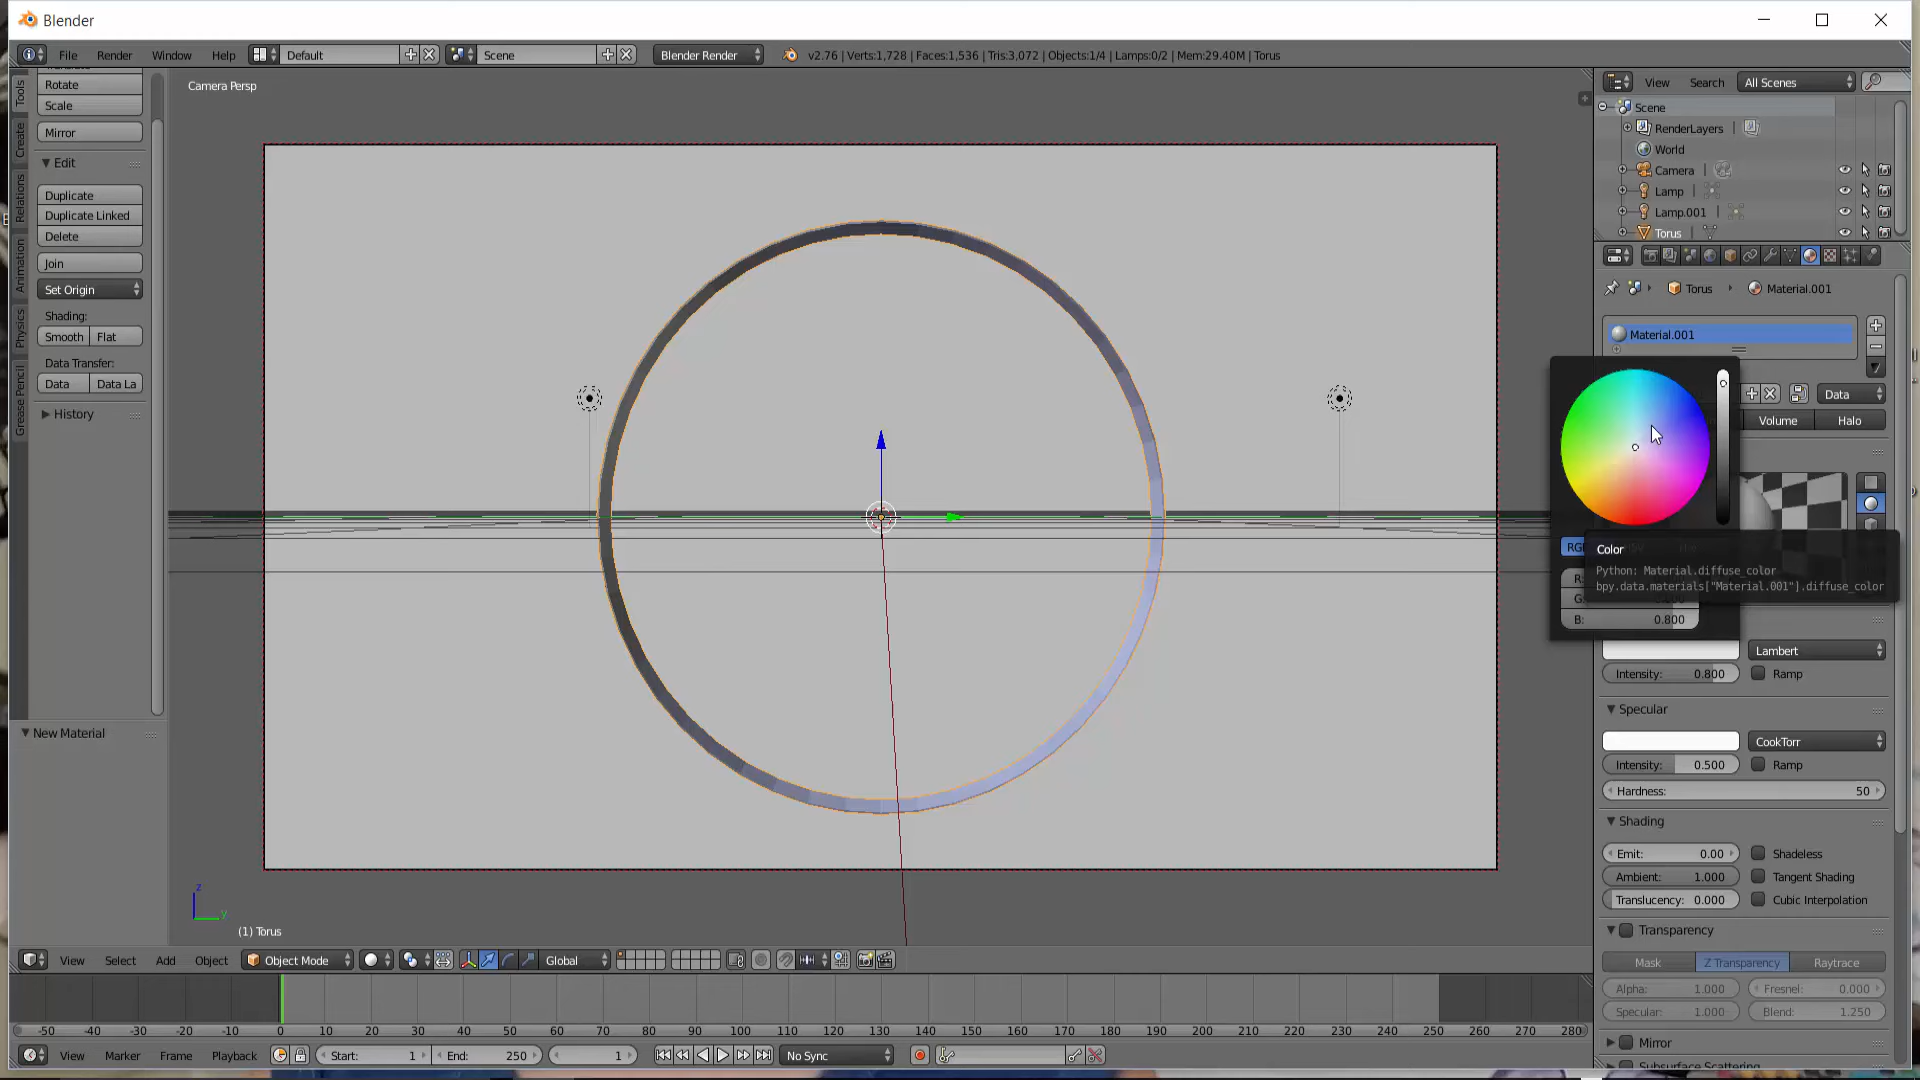 Blender
File Render Window Help Default Scene Blender Render v2.76 | Verts:1,728 | Faces:1,536 | Tris:3,072 | Objects:1/4 | Lamps:0/2 | Mem:29.40M | Torus
Tools
Create
Relations
Animation
Physics
Grease Pencil
Rotate
Scale
Mirror
Edit
Duplicate
Duplicate Linked
Delete
Join
Set Origin
Shading:
Smooth Flat
Data Transfer:
Data Data La
History
New Material
Camera Persp
z
y
(1) Torus
View Search All Scenes
Scene
RenderLayers
World
Camera
Lamp
Lamp.001
Torus
Torus Material.001
Material.001
Data
Volume Halo
Color
Python: Material.diffuse_color
bpy.data.materials["Material.001"].diffuse_color
B: 0.800
Lambert
Intensity: 0.800 Ramp
Specular
CookTorr
Intensity: 0.500 Ramp
Hardness: 50
Shading
Emit: 0.00 Shadeless
Ambient: 1.000 Tangent Shading
Translucency: 0.000 Cubic Interpolation
Transparency
Mask Z Transparency Raytrace
Alpha: 1.000 Fresnel: 0.000
Specular: 1.000 Blend: 1.250
Mirror
Subsurface Scattering
View Select Add Object Object Mode Global
-50 -40 -30 -20 -10 0 10 20 30 40 50 60 70 80 90 100 110 120 130 140 150 160 170 180 190 200 210 220 230 240 250 260 270 280
View Marker Frame Playback Start: 1 End: 250 1 No Sync